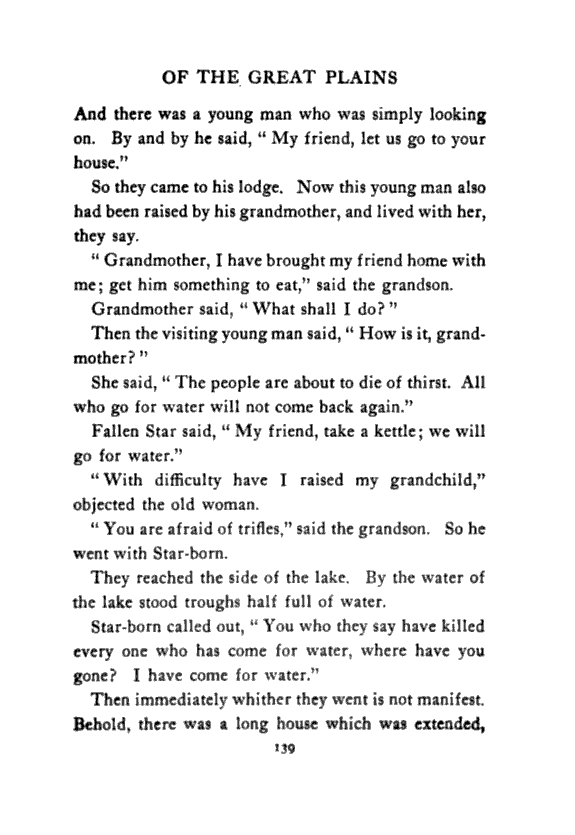 OF THE GREAT PLAINS
And there was a young man who was simply looking
on. By and by he said, “ My friend, let us go to your
house.”
So they came to his lodge. Now this young man also
had been raised by his grandmother, and lived with her,
they say.
“ Grandmother, I have brought my friend home with
me; get him something to eat,” said the grandson.
Grandmother said, “ What shall I do? ”
Then the visiting young man said, “ How is it, grand-
mother? ”
She said, “ The people are about to die of thirst. All
who go for water will not come back again.”
Fallen Star said, “ My friend, take a kettle; we will
go for water.”
“ With difficulty have I raised my grandchild,”
objected the old woman.
“ You are afraid of trifles,” said the grandson. So he
went with Star-born.
They reached the side of the lake. By the water of
the lake stood troughs half full of water.
Star-born called out, “ You who they say have killed
every one who has come for water, where have you
gone? I have come for water.”
Then immediately whither they went is not manifest.
Behold, there was a long house which was extended,
139